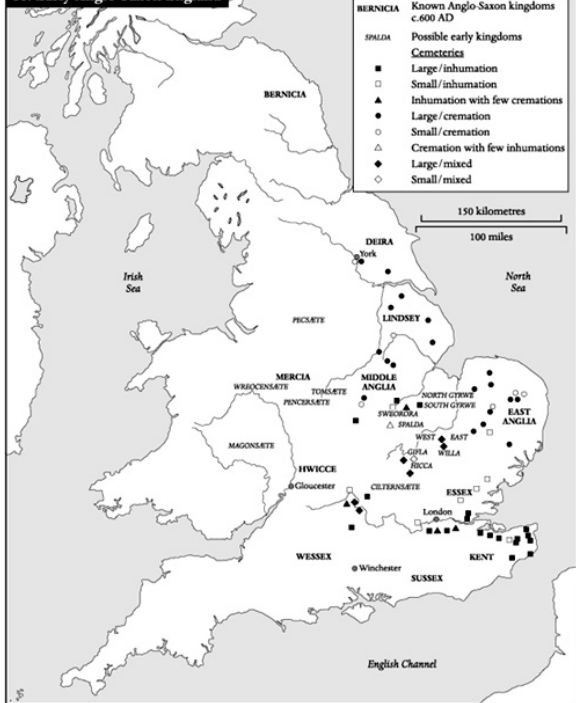 BERNICIA Known Anglo-Saxon kingdoms
c.600 AD
SPALDA Possible early kingdoms
Cemeteries
Large/inhumation
Small/inhumation
Inhumation with few cremations
Large/cremation
Small/cremation
Cremation with few inhumations
Large/mixed
Small/mixed
150 kilometres
100 miles
BERNICIA
DEIRA
York
Irish
Sea
North
Sea
LINDSEY
PECSÆTE
MERCIA
WREOCENSÆTE
TOMSÆTE
PENCERSÆTE
MIDDLE
ANGLIA
NORTH GYRWE
SOUTH GYRWE
SWEORDRA
SPALDA
EAST
ANGLIA
WEST EAST
WILLA
GIFLA
HICCA
MAGONSÆTE
HWICCE
Gloucester
CILTERNSÆTE
ESSEX
London
WESSEX
Winchester
KENT
SUSSEX
English Channel